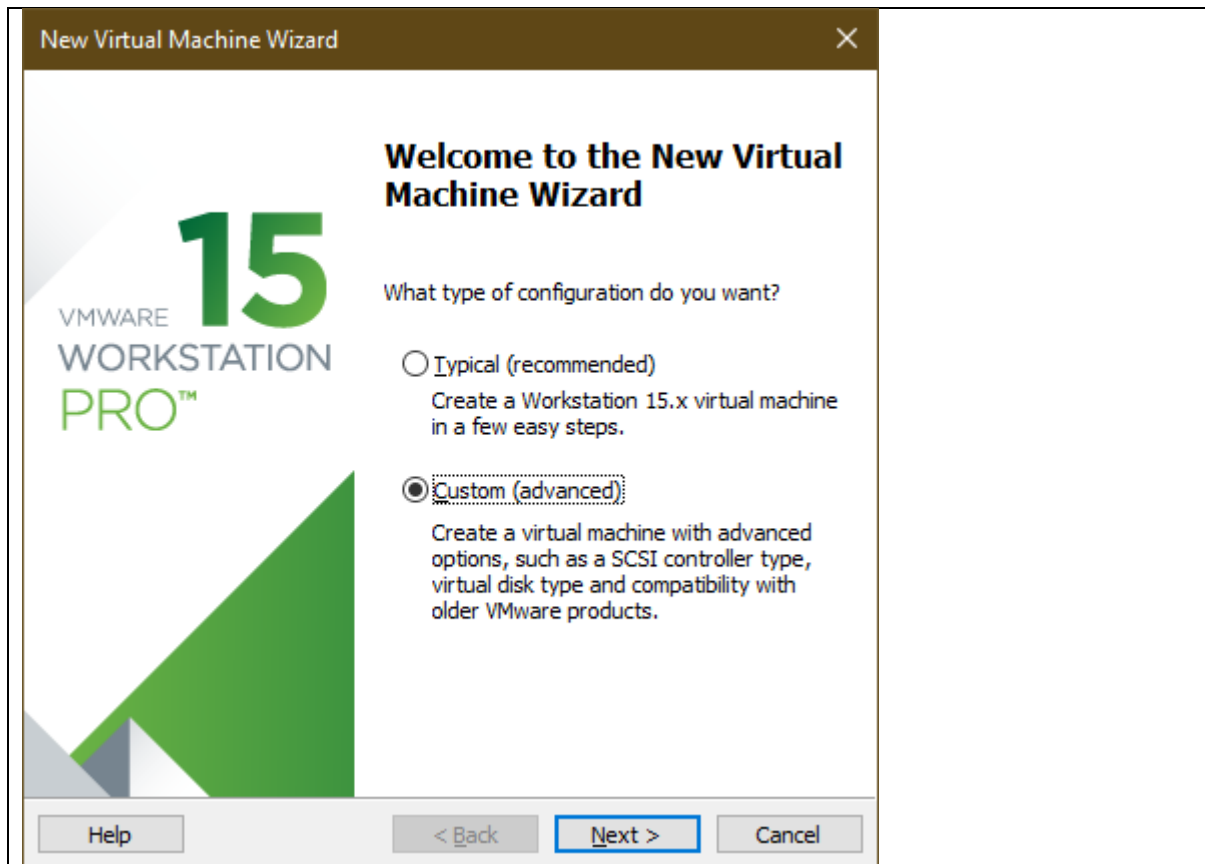 New Virtual Machine Wizard
Welcome to the New Virtual
Machine Wizard
15
VMWARE
WORKSTATION
PRO™
What type of configuration do you want?
Typical (recommended)
Create a Workstation 15.x virtual machine
in a few easy steps.
Custom (advanced)
Create a virtual machine with advanced
options, such as a SCSI controller type,
virtual disk type and compatibility with
older VMware products.
Help
< Back
Next >
Cancel